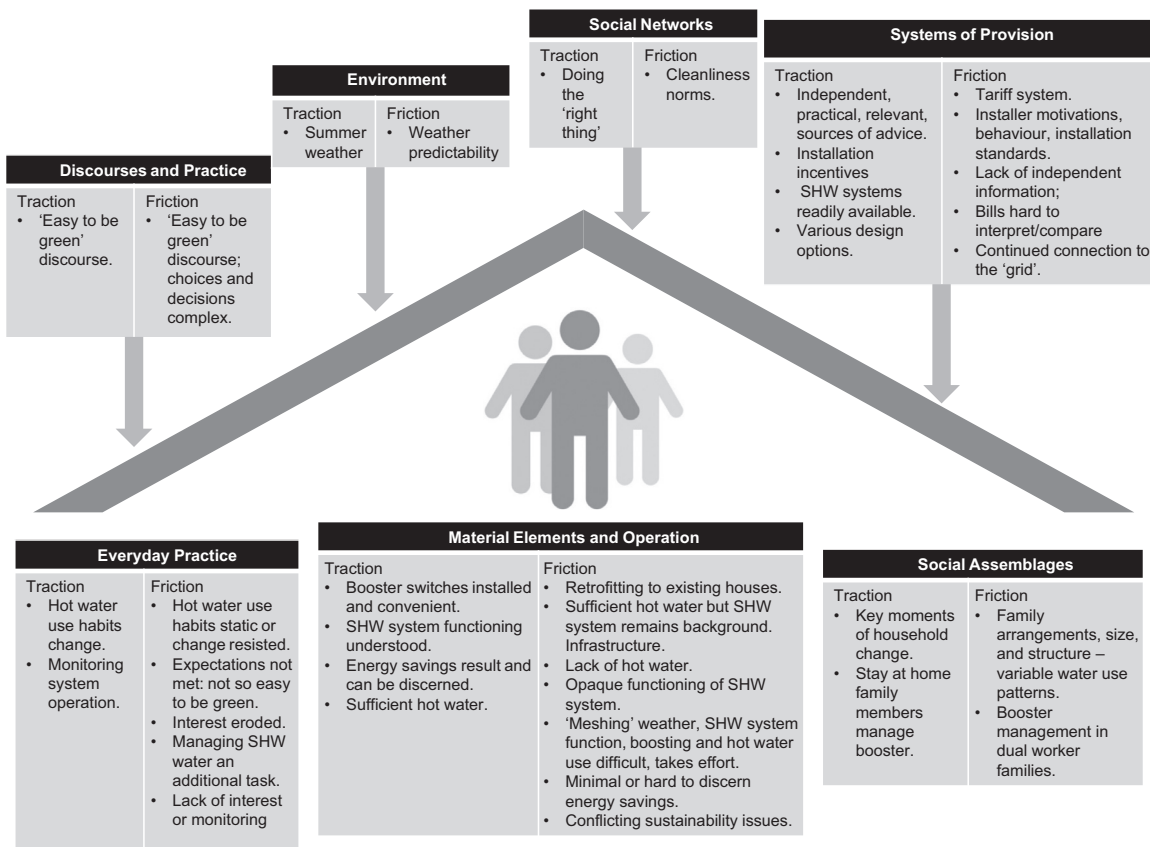 Social Networks
Traction
• Doing
the
‘right
thing’
Friction
• Cleanliness
norms.
Systems of Provision
Traction
• Independent,
practical, relevant,
sources of advice.
• Installation
incentives
• SHW systems
readily available.
• Various design
options.
Friction
• Tariff system.
• Installer motivations,
behaviour, installation
standards.
• Lack of independent
information;
• Bills hard to
interpret/compare
• Continued connection to
the ‘grid’.
Environment
Traction
• Summer
weather
Friction
• Weather
predictability
Discourses and Practice
Traction
• ‘Easy to be
green’
discourse.
Friction
• ‘Easy to be
green’
discourse;
choices and
decisions
complex.
Everyday Practice
Traction
• Hot water
use habits
change.
• Monitoring
system
operation.
Friction
• Hot water use
habits static or
change resisted.
• Expectations not
met: not so easy
to be green.
• Interest eroded.
• Managing SHW
water an
additional task.
• Lack of interest
or monitoring
Material Elements and Operation
Traction
• Booster switches installed
and convenient.
• SHW system functioning
understood.
• Energy savings result and
can be discerned.
• Sufficient hot water.
Friction
• Retrofitting to existing houses.
• Sufficient hot water but SHW
system remains background.
Infrastructure.
• Lack of hot water.
• Opaque functioning of SHW
system.
• ‘Meshing’ weather, SHW system
function, boosting and hot water
use difficult, takes effort.
• Minimal or hard to discern
energy savings.
• Conflicting sustainability issues.
Social Assemblages
Traction
• Key moments
of household
change.
• Stay at home
family
members
manage
booster.
Friction
• Family
arrangements, size,
and structure –
variable water use
patterns.
• Booster
management in
dual worker
families.